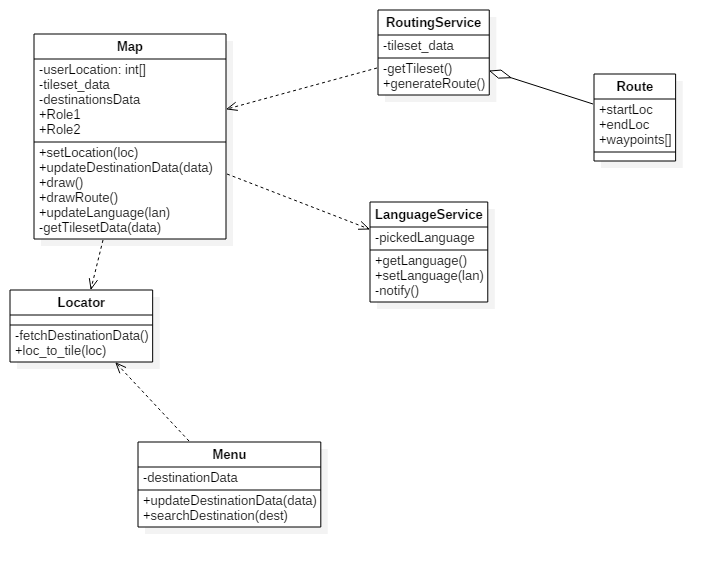 Map
-userLocation: int[]
-tileset_data
-destinationsData
+Role1
+Role2
+setLocation(loc)
+updateDestinationData(data)
+draw()
+drawRoute()
+updateLanguage(lan)
-getTilesetData(data)
RoutingService
-tileset_data
-getTileset()
+generateRoute()
Route
+startLoc
+endLoc
+waypoints[]
LanguageService
-pickedLanguage
+getLanguage()
+setLanguage(lan)
-notify()
Locator
-fetchDestinationData()
+loc_to_tile(loc)
Menu
-destinationData
+updateDestinationData(data)
+searchDestination(dest)